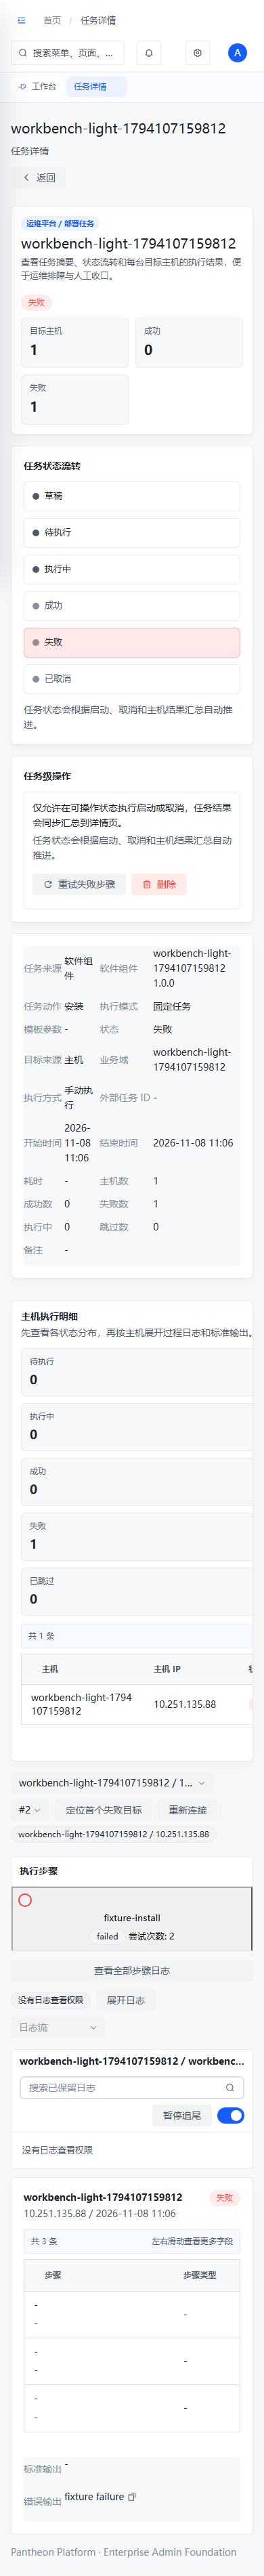 首页 / 任务详情
搜索菜单、页面、...
A
工作台 任务详情
workbench-light-1794107159812
任务详情
返回
运维平台 / 部署任务
workbench-light-1794107159812
查看任务摘要、状态流转和每台目标主机的执行结果，便
于运维排障与人工收口。
失败
目标主机
1
成功
0
失败
1
任务状态流转
草稿
待执行
执行中
成功
失败
已取消
任务状态会根据启动、取消和主机结果汇总自动推
进。
任务级操作
仅允许在可操作状态执行启动或取消，任务结果
会同步汇总到详情页。
任务状态会根据启动、取消和主机结果汇总自动
推进。
重试失败步骤 删除
任务来源 软件组件 软件组件 workbench-light-1794107159812 1.0.0
任务动作 安装 执行模式 固定任务
模板参数 - 状态 失败
目标来源 主机 业务域 workbench-light-1794107159812
执行方式 手动执行 外部任务 ID -
开始时间 2026-11-08 11:06 结束时间 2026-11-08 11:06
耗时 - 主机数 1
成功数 0 失败数 1
执行中 0 跳过数 0
备注 -
主机执行明细
先查看各状态分布，再按主机展开过程日志和标准输出。
待执行
0
执行中
0
成功
0
失败
1
已跳过
0
共 1 条
主机 主机 IP
workbench-light-1794107159812 10.251.135.88
workbench-light-1794107159812 / 1...
#2 定位首个失败目标 重新连接
workbench-light-1794107159812 / 10.251.135.88
执行步骤
fixture-install
failed 尝试次数: 2
查看全部步骤日志
没有日志查看权限 展开日志
日志流
workbench-light-1794107159812 / workbenc...
搜索已保留日志
暂停追尾
没有日志查看权限
workbench-light-1794107159812 失败
10.251.135.88 / 2026-11-08 11:06
共 3 条 左右滑动查看更多字段
步骤 步骤类型
- -
-
- -
-
- -
-
标准输出 -
错误输出 fixture failure
Pantheon Platform · Enterprise Admin Foundation